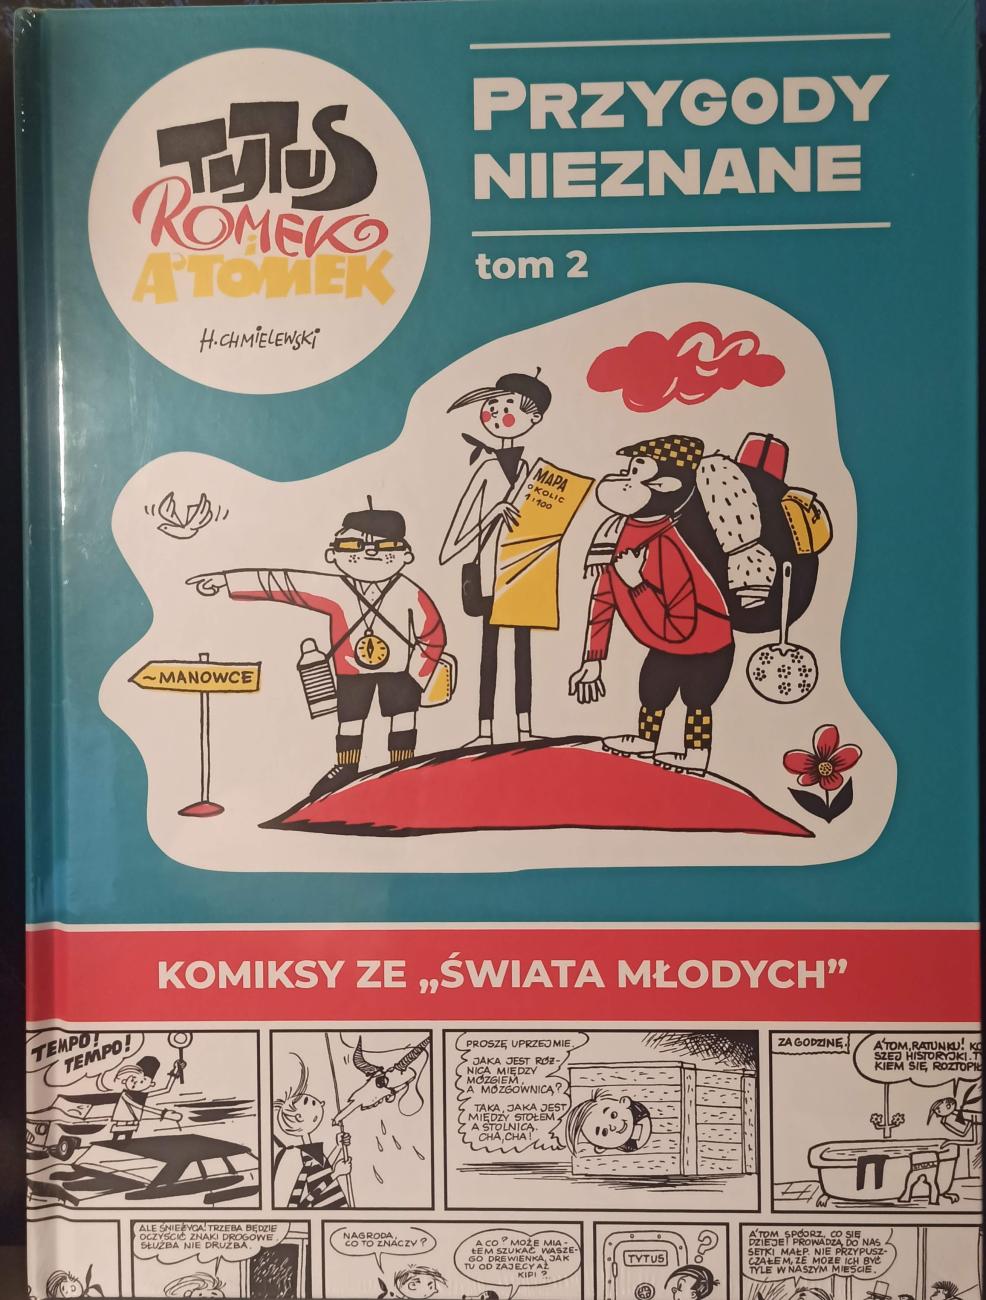 TYTUS
ROMEK
i
A'TOMEK
H.CHMIELEWSKI
PRZYGODY
NIEZNANE
tom 2
MAPA
OKOLIC
1:100
~MANOWCE
KOMIKSY ZE „ŚWIATA MŁODYCH”
TEMPO!
TEMPO!
PROSZĘ UPRZEJMIE.
JAKA JEST RÓŻ-
NICA MIĘDZY
MÓZGIEM,
A MÓZGOWNICĄ?
TAKA, JAKA JEST
MIĘDZY STOŁEM
A STOLNICĄ.
CHA, CHA!
ZA GODZINĘ.
A'TOM, RATUNKU!
SZEJ HISTORYJKI.
KIEM SIĘ,
ALE ŚNIEŻYCA! TRZEBA BĘDZIE
OCZYŚCIĆ ZNAKI DROGOWE.
SŁUŻBA NIE DRUŻBA.
NAGRODA,
CO TO ZNACZY?
A CO? MOŻE MIA-
ŁEM SZUKAĆ WASZE-
GO DREWIENKA, JAK
TU OD ZAJĘCY AŻ
KIPI?
TYTUS
?
A'TOM SPÓJRZ, CO SIĘ
DZIEJE! PROWADZĄ DO NAS
SETKI MAŁP. NIE PRZYPUSZ-
CZAŁEM, ŻE MOŻE ICH BYĆ
TYLE W NASZYM MIEŚCIE.